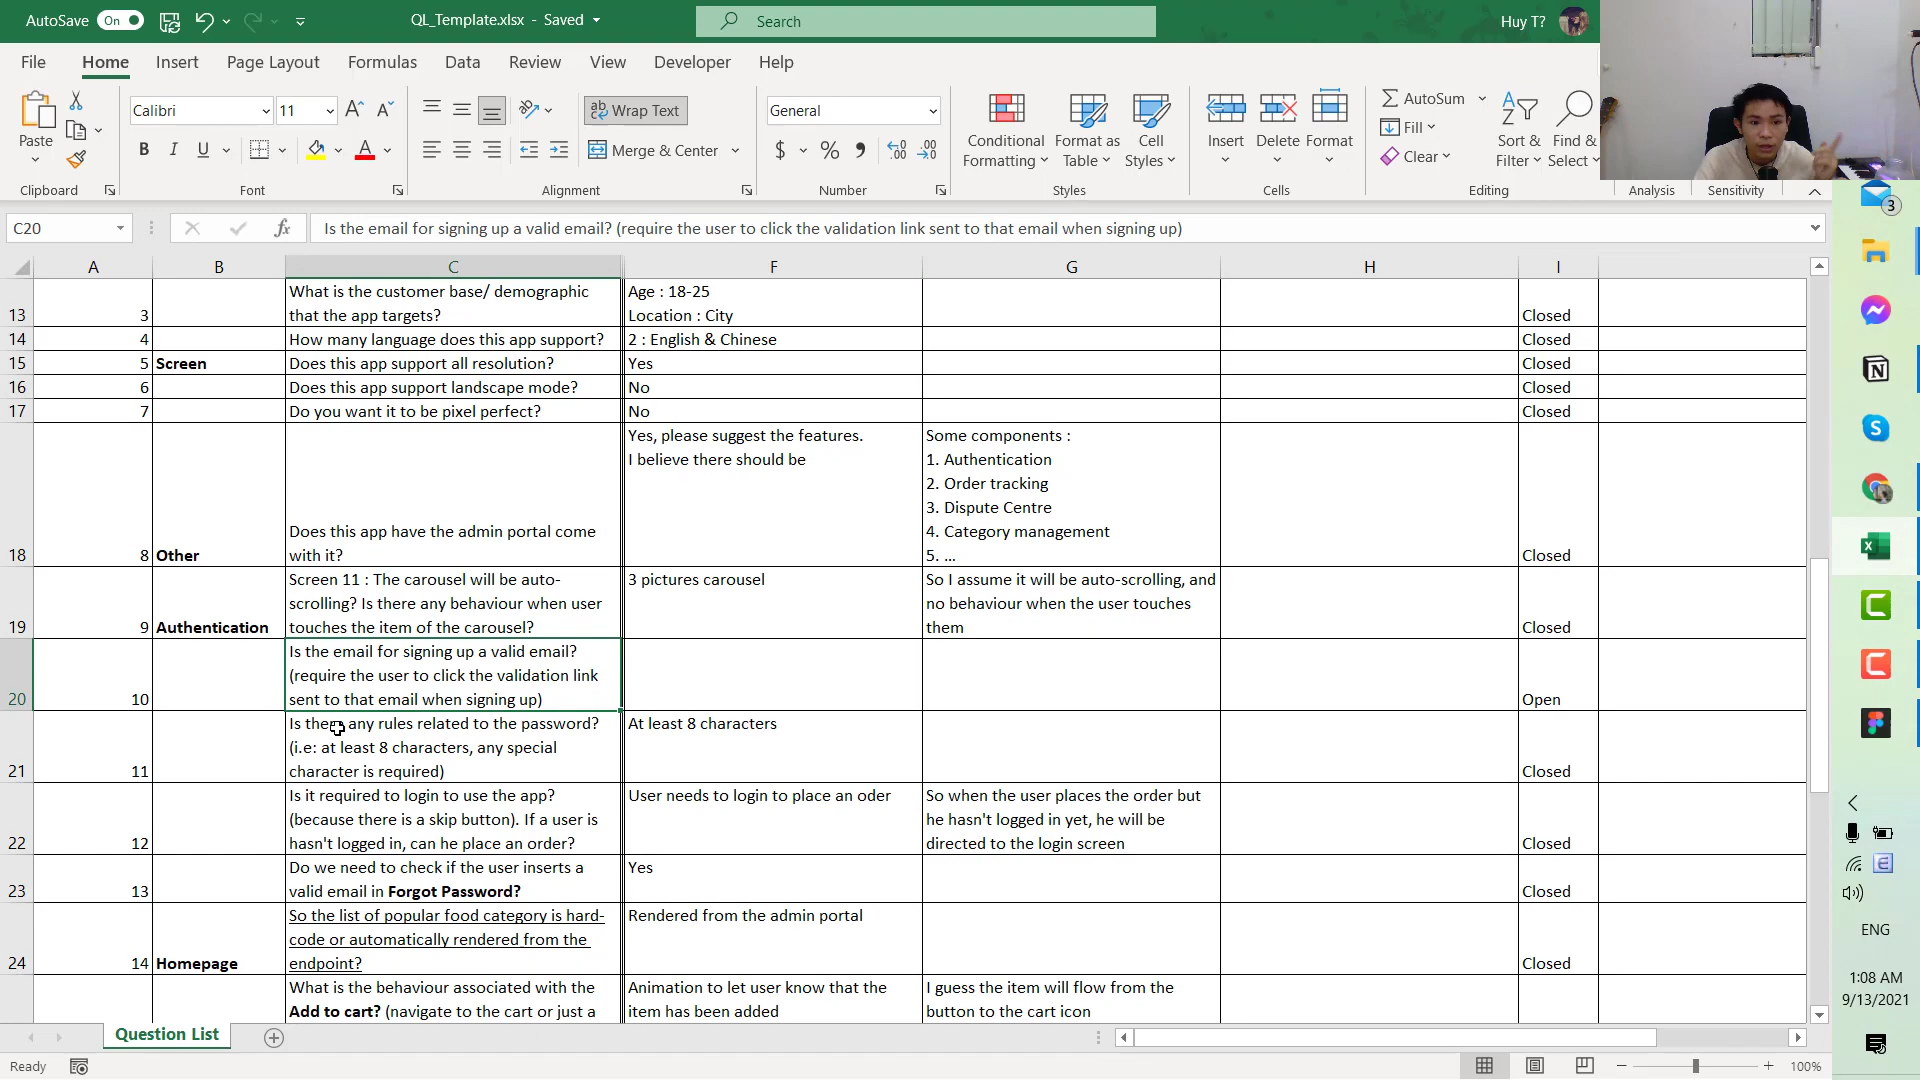 AutoSave
On
QL_Template.xlsx - Saved
Search
Huy T?
File
Home
Insert
Page Layout
Formulas
Data
Review
View
Developer
Help
Paste
Clipboard
Calibri
11
B I U
Font
ab Wrap Text
Merge & Center
Alignment
General
$ % ,
Number
Conditional Formatting
Format as Table
Cell Styles
Styles
Insert
Delete
Format
Cells
AutoSum
Fill
Clear
Sort & Filter
Find & Select
Editing
Analysis
Sensitivity
C20
fx
Is the email for signing up a valid email? (require the user to click the validation link sent to that email when signing up)
A B C F G H I
13
3
What is the customer base/ demographic
that the app targets?
Age : 18-25
Location : City
Closed
14
4
How many language does this app support?
2 : English & Chinese
Closed
15
5
Screen
Does this app support all resolution?
Yes
Closed
16
6
Does this app support landscape mode?
No
Closed
17
7
Do you want it to be pixel perfect?
No
Closed
18
8
Other
Does this app have the admin portal come
with it?
Yes, please suggest the features.
I believe there should be
Some components :
1. Authentication
2. Order tracking
3. Dispute Centre
4. Category management
5. ...
Closed
19
9
Authentication
Screen 11 : The carousel will be auto-
scrolling? Is there any behaviour when user
touches the item of the carousel?
3 pictures carousel
So I assume it will be auto-scrolling, and
no behaviour when the user touches
them
Closed
20
10
Is the email for signing up a valid email?
(require the user to click the validation link
sent to that email when signing up)
Open
21
11
Is there any rules related to the password?
(i.e: at least 8 characters, any special
character is required)
At least 8 characters
Closed
22
12
Is it required to login to use the app?
(because there is a skip button). If a user is
hasn't logged in, can he place an order?
User needs to login to place an oder
So when the user places the order but
he hasn't logged in yet, he will be
directed to the login screen
Closed
23
13
Do we need to check if the user inserts a
valid email in Forgot Password?
Yes
Closed
24
14
Homepage
So the list of popular food category is hard-
code or automatically rendered from the
endpoint?
Rendered from the admin portal
Closed
What is the behaviour associated with the
Add to cart? (navigate to the cart or just a
Animation to let user know that the
item has been added
I guess the item will flow from the
button to the cart icon
Question List
Ready
100%
3
ENG
1:08 AM
9/13/2021